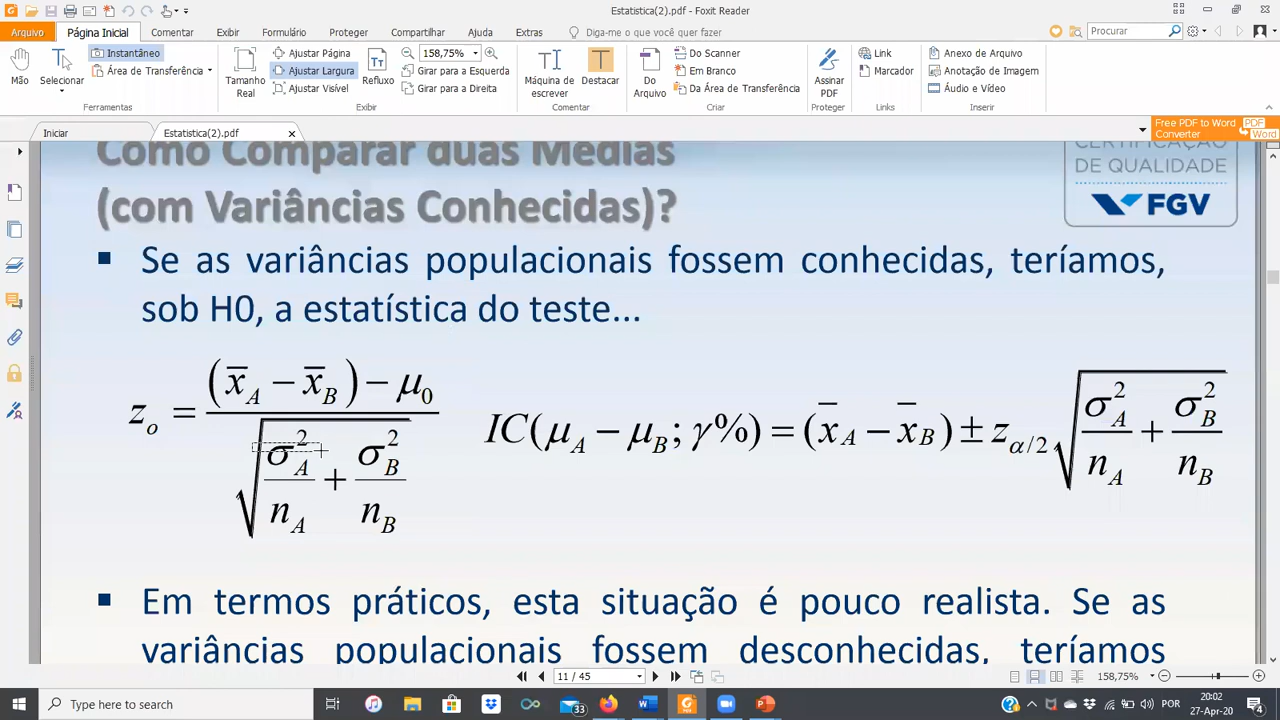 Estatistica(2).pdf - Foxit Reader
Arquivo Página Inicial Comentar Exibir Formulário Proteger Compartilhar Ajuda Extras Diga-me o que quer fazer Procurar
Mão
Selecionar
Instantâneo
Área de Transferência
Ferramentas
Tamanho Real
Ajustar Página
Ajustar Largura
Ajustar Visível
Refluxo
158,75%
Girar para a Esquerda
Girar para a Direita
Exibir
Máquina de escrever
Destacar
Comentar
Do Arquivo
Do Scanner
Em Branco
Da Área de Transferência
Criar
Assinar PDF
Proteger
Link
Marcador
Links
Anexo de Arquivo
Anotação de Imagem
Áudio e Vídeo
Inserir
Iniciar
Estatistica(2).pdf
Free PDF to Word Converter
PDF
Word
Como Comparar duas Médias
(com Variâncias Conhecidas)?
CERTIFICAÇÃO
DE QUALIDADE
FGV
▪ Se as variâncias populacionais fossem conhecidas, teríamos,
sob H0, a estatística do teste...
z_o = ((x̄_A − x̄_B) − μ_0) / √(σ²_A/n_A + σ²_B/n_B)
IC(μ_A − μ_B; γ%) = (x̄_A − x̄_B) ± z_α/2 √(σ²_A/n_A + σ²_B/n_B)
▪ Em termos práticos, esta situação é pouco realista. Se as
variâncias populacionais fossem desconhecidas, teríamos
11 / 45
158,75%
Type here to search
33
POR
20:02
27-Apr-20
4